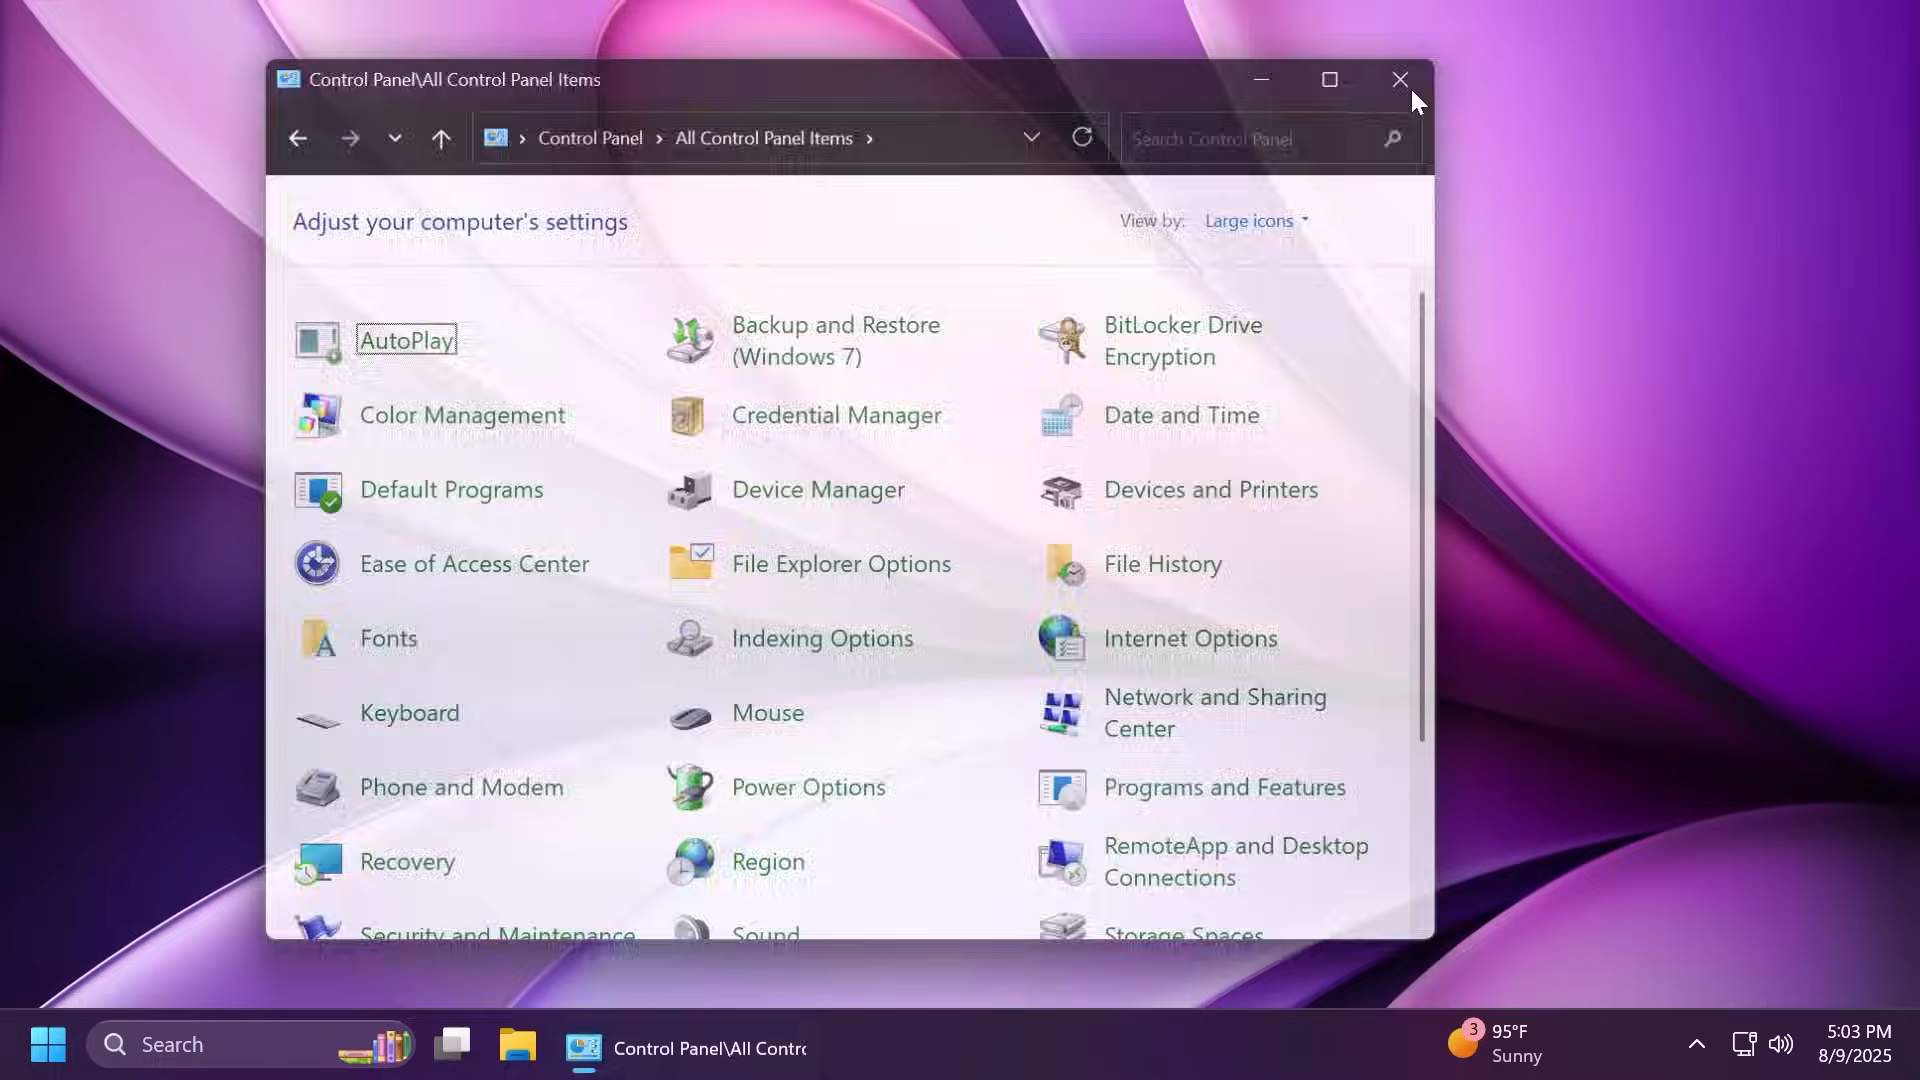 Control Panel\All Control Panel Items
Control Panel
All Control Panel Items
Search Control Panel
Adjust your computer's settings
View by: Large icons
AutoPlay
Backup and Restore
(Windows 7)
BitLocker Drive
Encryption
Color Management
Credential Manager
Date and Time
Default Programs
Device Manager
Devices and Printers
Ease of Access Center
File Explorer Options
File History
Fonts
Indexing Options
Internet Options
Keyboard
Mouse
Network and Sharing
Center
Phone and Modem
Power Options
Programs and Features
Recovery
Region
RemoteApp and Desktop
Connections
Security and Maintenance
Sound
Storage Spaces
Search
Control Panel\All Contro
3
95°F
Sunny
5:03 PM
8/9/2025